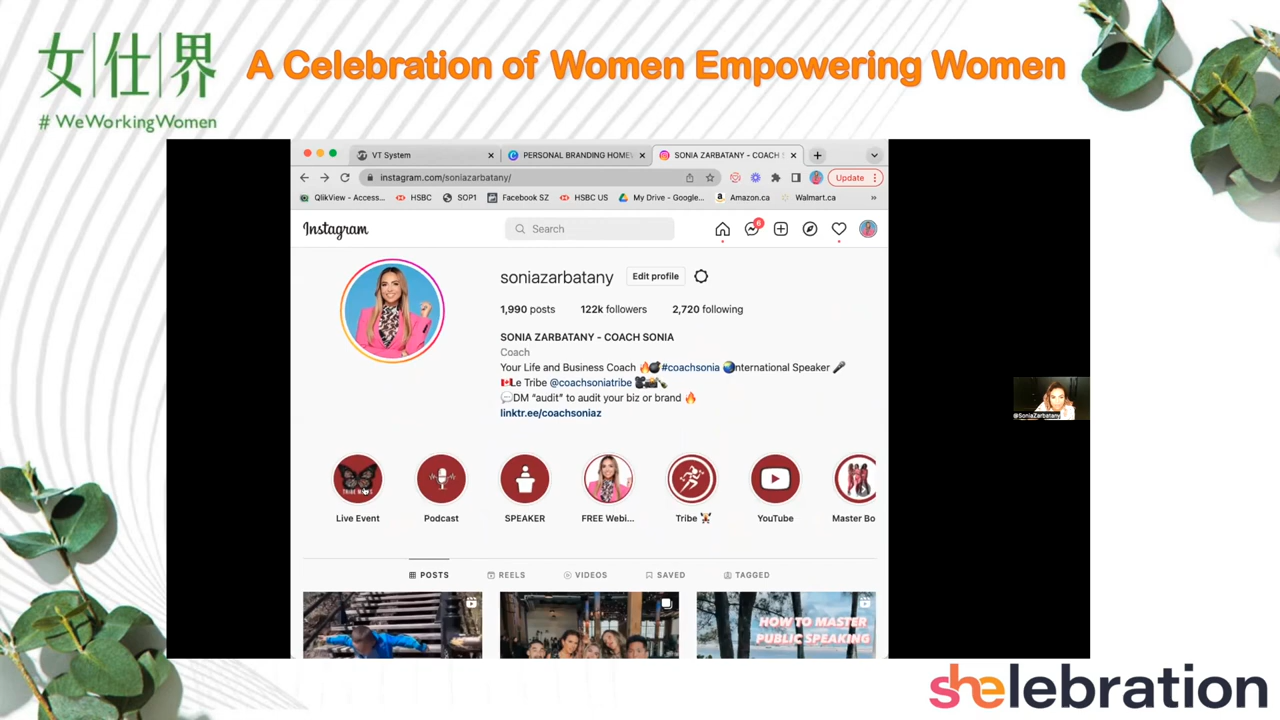 女|仕|界
# WeWorkingWomen
A Celebration of Women Empowering Women
VT System
PERSONAL BRANDING HOMEW
SONIA ZARBATANY - COACH S
instagram.com/soniazarbatany/
Update
QlikView - Access...
HSBC
SOP1
Facebook SZ
HSBC US
My Drive - Google...
Amazon.ca
Walmart.ca
»
Instagram
Search
6
soniazarbatany
Edit profile
1,990 posts
122k followers
2,720 following
SONIA ZARBATANY - COACH SONIA
Coach
Your Life and Business Coach 🔥💣#coachsonia 🌏nternational Speaker 🎤
🇨🇦Le Tribe @coachsoniatribe 🎥📸🍾
💬DM “audit” to audit your biz or brand 🔥
linktr.ee/coachsoniaz
Live Event
Podcast
SPEAKER
FREE Webi...
Tribe
YouTube
Master Bo
POSTS
REELS
VIDEOS
SAVED
TAGGED
HOW TO MASTER
PUBLIC SPEAKING
@SoniaZarbatany
shelebration